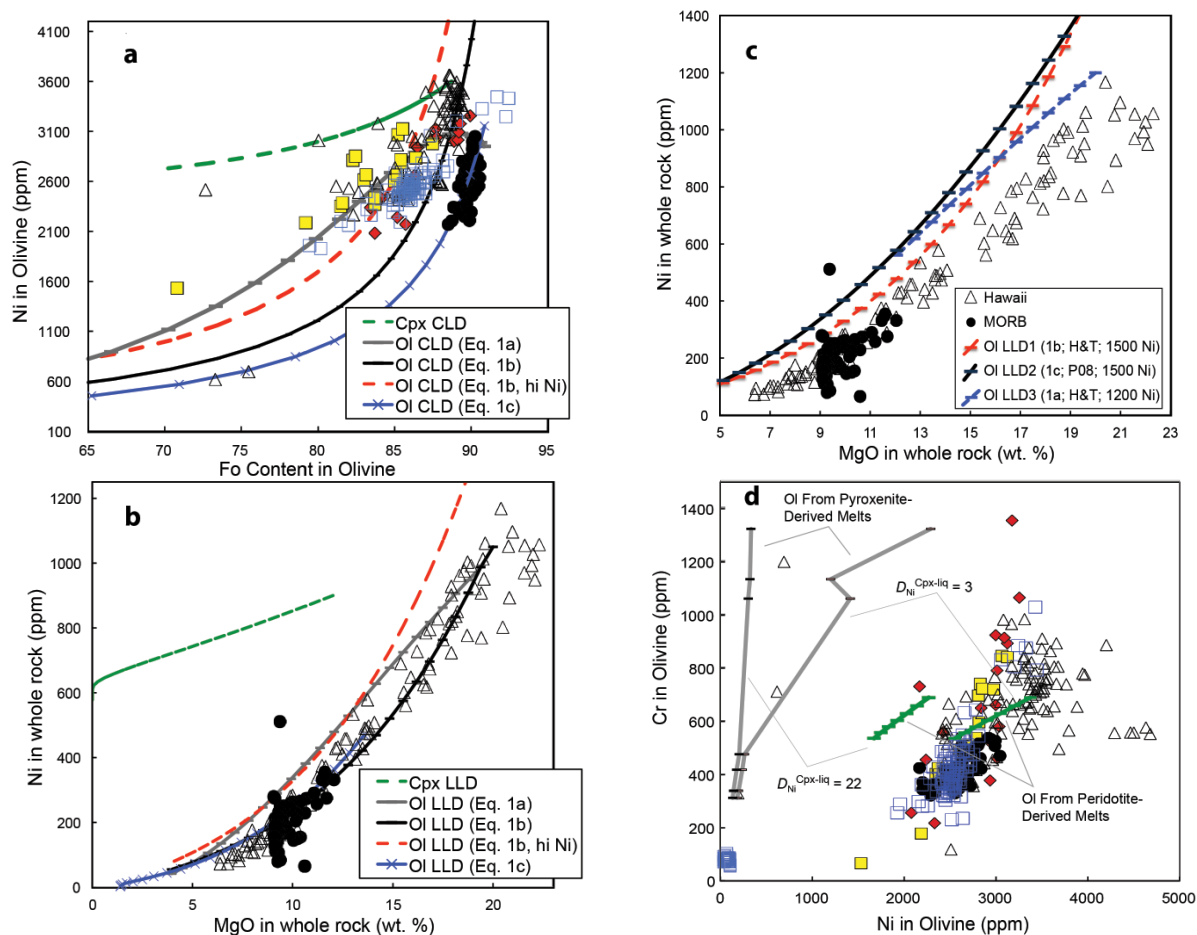 a
Ni in Olivine (ppm)
4100
3600
3100
2600
2100
1600
1100
600
100
65 70 75 80 85 90 95
Fo Content in Olivine
Cpx CLD
Ol CLD (Eq. 1a)
Ol CLD (Eq. 1b)
Ol CLD (Eq. 1b, hi Ni)
Ol CLD (Eq. 1c)
c
Ni in whole rock (ppm)
1400
1200
1000
800
600
400
200
0
5 7 9 11 13 15 17 19 21 23
MgO in whole rock (wt. %)
Hawaii
MORB
Ol LLD1 (1b; H&T; 1500 Ni)
Ol LLD2 (1c; P08; 1500 Ni)
Ol LLD3 (1a; H&T; 1200 Ni)
b
Ni in whole rock (ppm)
1200
1000
800
600
400
200
0
0 5 10 15 20
MgO in whole rock (wt. %)
Cpx LLD
Ol LLD (Eq. 1a)
Ol LLD (Eq. 1b)
Ol LLD (Eq. 1b, hi Ni)
Ol LLD (Eq. 1c)
d
Cr in Olivine (ppm)
1400
1200
1000
800
600
400
200
0
0 1000 2000 3000 4000 5000
Ni in Olivine (ppm)
Ol From Pyroxenite-
Derived Melts
D Ni Cpx-liq = 3
D Ni Cpx-liq = 22
Ol From Peridotite-
Derived Melts